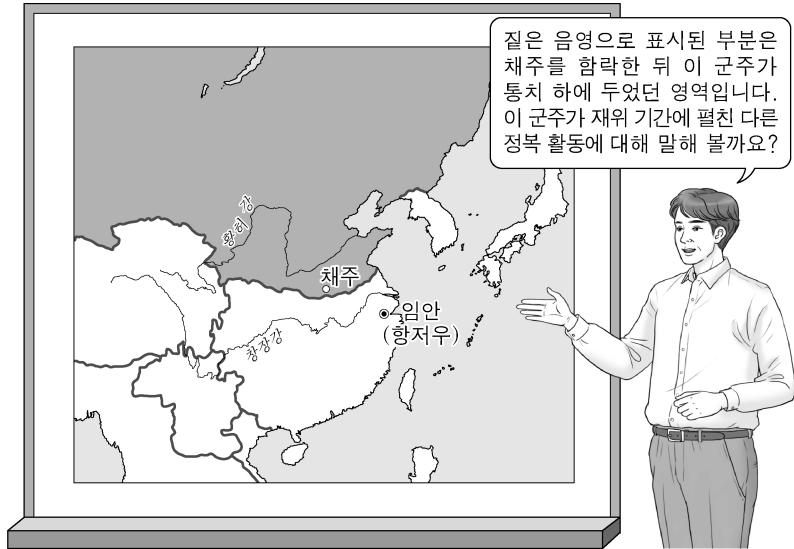 짙은 음영으로 표시된 부분은
채주를 함락한 뒤 이 군주가
통치 하에 두었던 영역입니다.
이 군주가 재위 기간에 펼친 다른
정복 활동에 대해 말해 볼까요?
황허 강
채주
임안
(항저우)
창장강